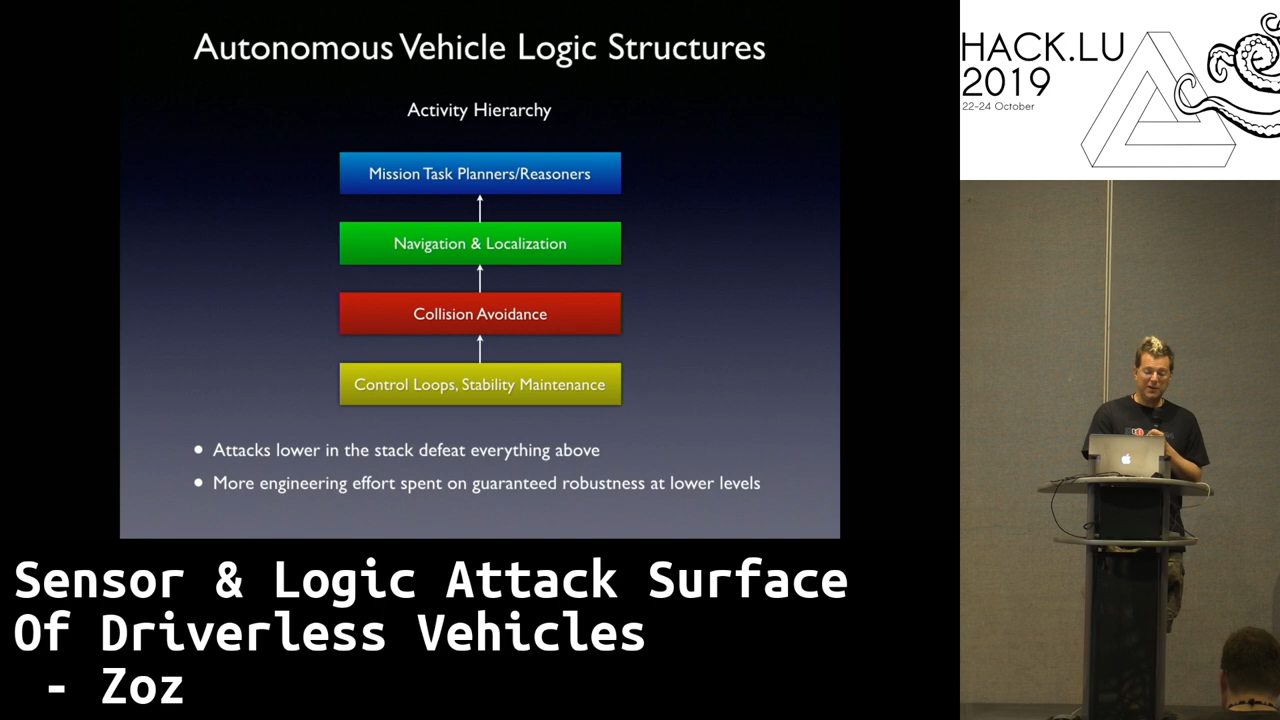 Autonomous Vehicle Logic Structures
Activity Hierarchy
Mission Task Planners/Reasoners
Navigation & Localization
Collision Avoidance
Control Loops, Stability Maintenance
• Attacks lower in the stack defeat everything above
• More engineering effort spent on guaranteed robustness at lower levels
HACK.LU
2019
22-24 October
Sensor & Logic Attack Surface
Of Driverless Vehicles
- Zoz